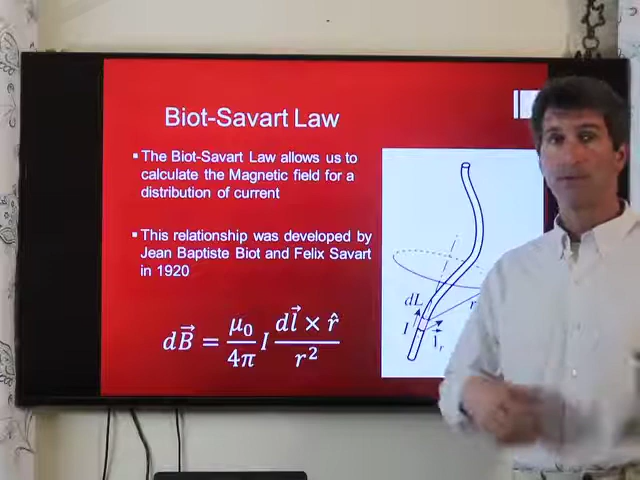 Biot-Savart Law
▪ The Biot-Savart Law allows us to
calculate the Magnetic field for a
distribution of current
▪ This relationship was developed by
Jean Baptiste Biot and Felix Savart
in 1920
dB⃗ = μ₀/4π I dl⃗ × r̂/r²
dL
r
I
1ᵣ